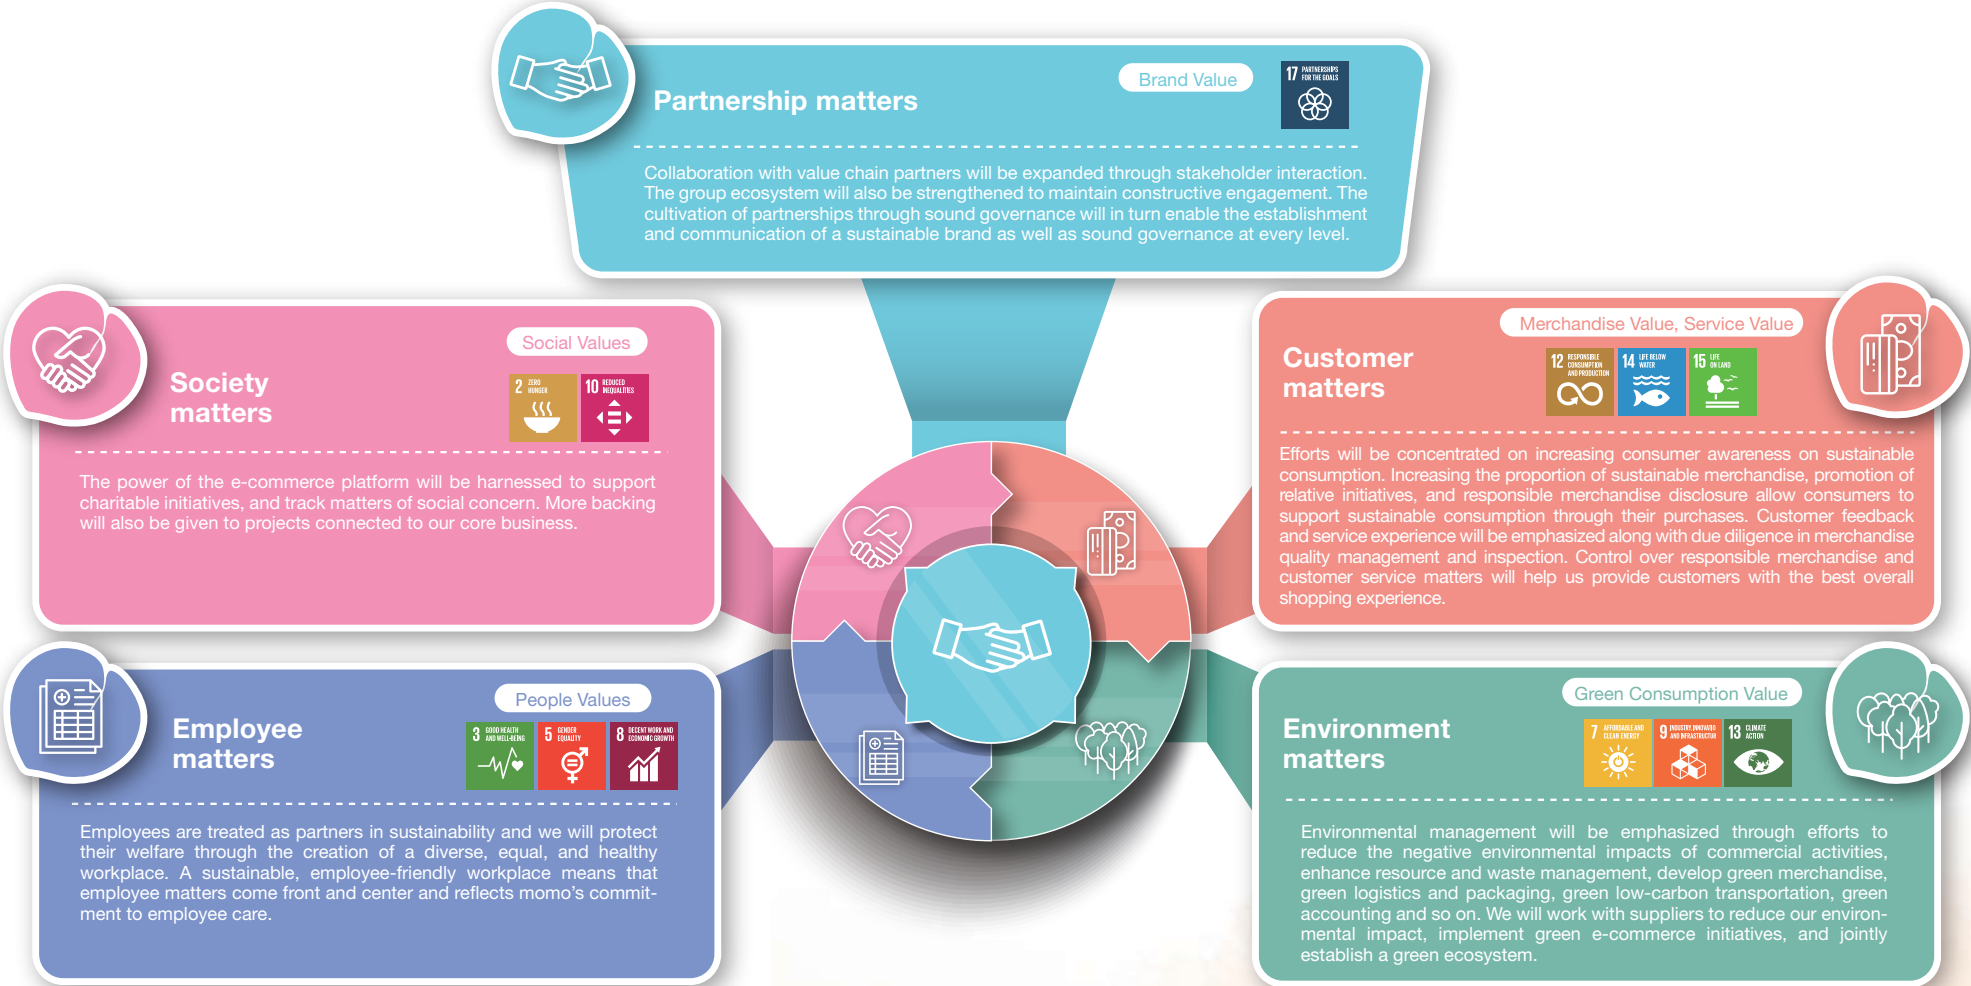 Partnership matters
Brand Value
17 PARTNERSHIPS
FOR THE GOALS
Collaboration with value chain partners will be expanded through stakeholder interaction.
The group ecosystem will also be strengthened to maintain constructive engagement. The
cultivation of partnerships through sound governance will in turn enable the establishment
and communication of a sustainable brand as well as sound governance at every level.
Society
matters
Social Values
2 ZERO
HUNGER
10 REDUCED
INEQUALITIES
The power of the e-commerce platform will be harnessed to support
charitable initiatives, and track matters of social concern. More backing
will also be given to projects connected to our core business.
Customer
matters
Merchandise Value, Service Value
12 RESPONSIBLE
CONSUMPTION
AND PRODUCTION
14 LIFE BELOW
WATER
15 LIFE
ON LAND
Efforts will be concentrated on increasing consumer awareness on sustainable
consumption. Increasing the proportion of sustainable merchandise, promotion of
relative initiatives, and responsible merchandise disclosure allow consumers to
support sustainable consumption through their purchases. Customer feedback
and service experience will be emphasized along with due diligence in merchandise
quality management and inspection. Control over responsible merchandise and
customer service matters will help us provide customers with the best overall
shopping experience.
Employee
matters
People Values
3 GOOD HEALTH
AND WELL-BEING
5 GENDER
EQUALITY
8 DECENT WORK AND
ECONOMIC GROWTH
Employees are treated as partners in sustainability and we will protect
their welfare through the creation of a diverse, equal, and healthy
workplace. A sustainable, employee-friendly workplace means that
employee matters come front and center and reflects momo's commit-
ment to employee care.
Environment
matters
Green Consumption Value
7 AFFORDABLE AND
CLEAN ENERGY
9 INDUSTRY, INNOVATIO
AND INFRASTRUCTUR
13 CLIMATE
ACTION
Environmental management will be emphasized through efforts to
reduce the negative environmental impacts of commercial activities,
enhance resource and waste management, develop green merchandise,
green logistics and packaging, green low-carbon transportation, green
accounting and so on. We will work with suppliers to reduce our environ-
mental impact, implement green e-commerce initiatives, and jointly
establish a green ecosystem.